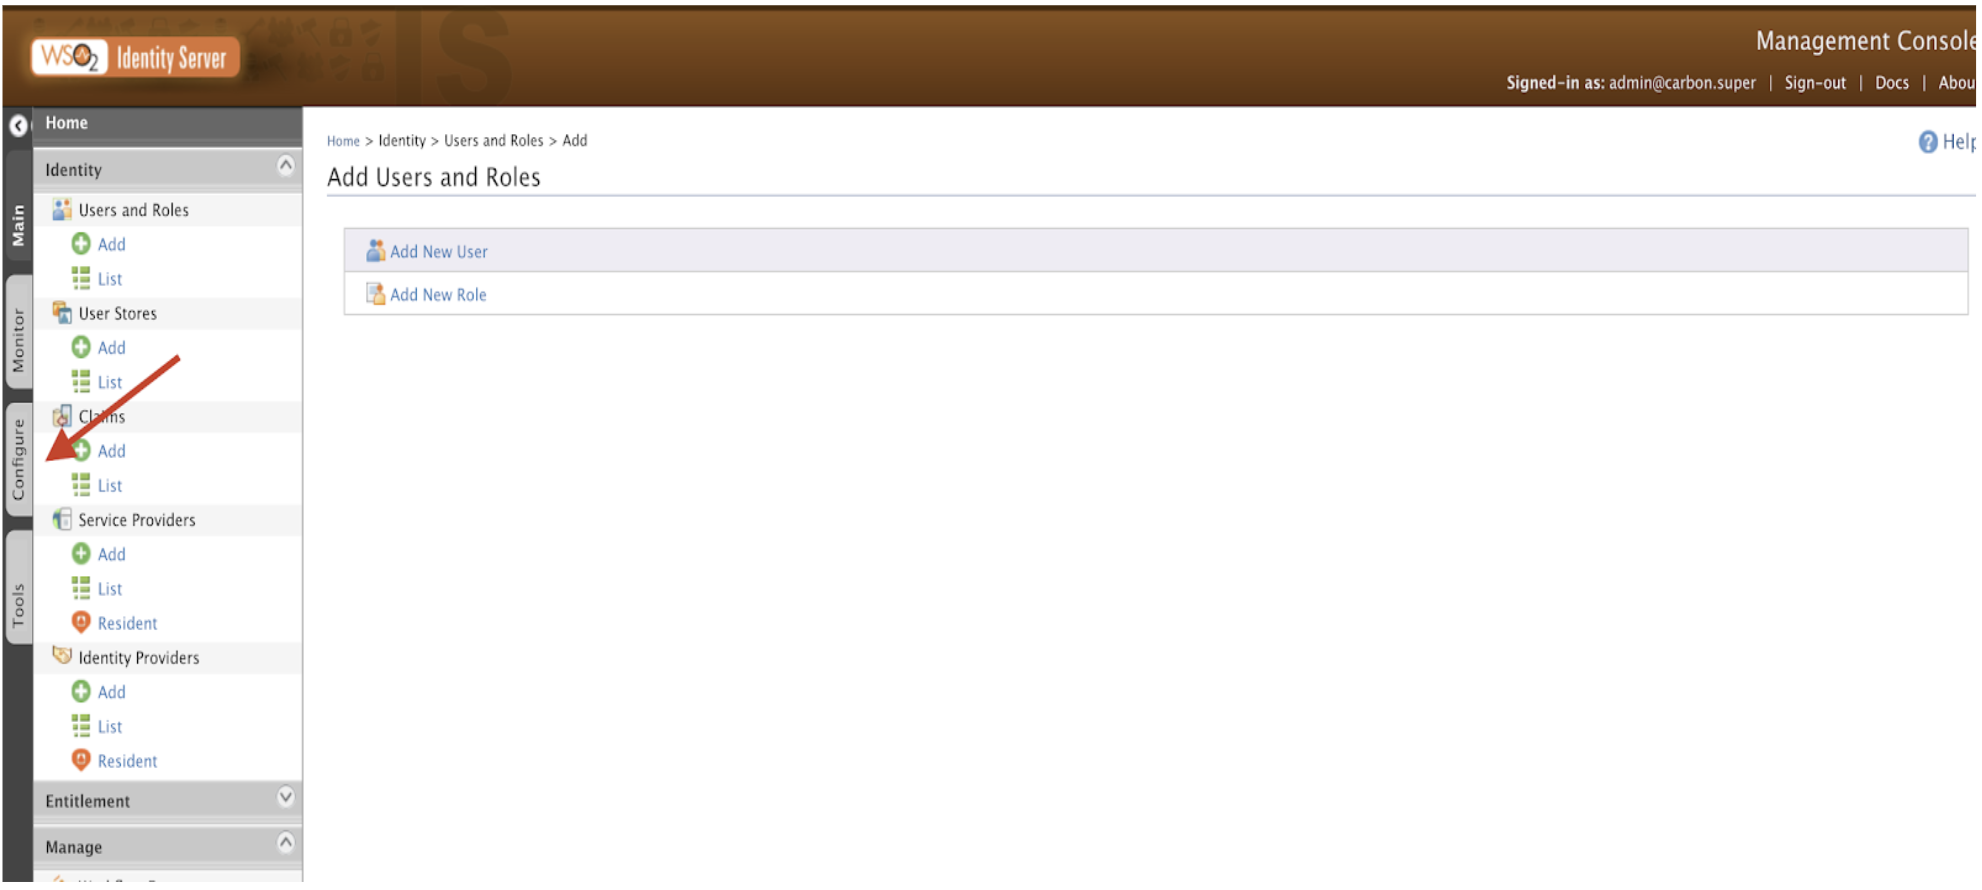 WSO2 Identity Server
Management Console
Signed-in as: admin@carbon.super | Sign-out | Docs | Abou
Home
Identity
Users and Roles
Add
List
User Stores
Add
List
Claims
Add
List
Service Providers
Add
List
Resident
Identity Providers
Add
List
Resident
Entitlement
Manage
Main
Monitor
Configure
Tools
Home > Identity > Users and Roles > Add
Help
Add Users and Roles
Add New User
Add New Role